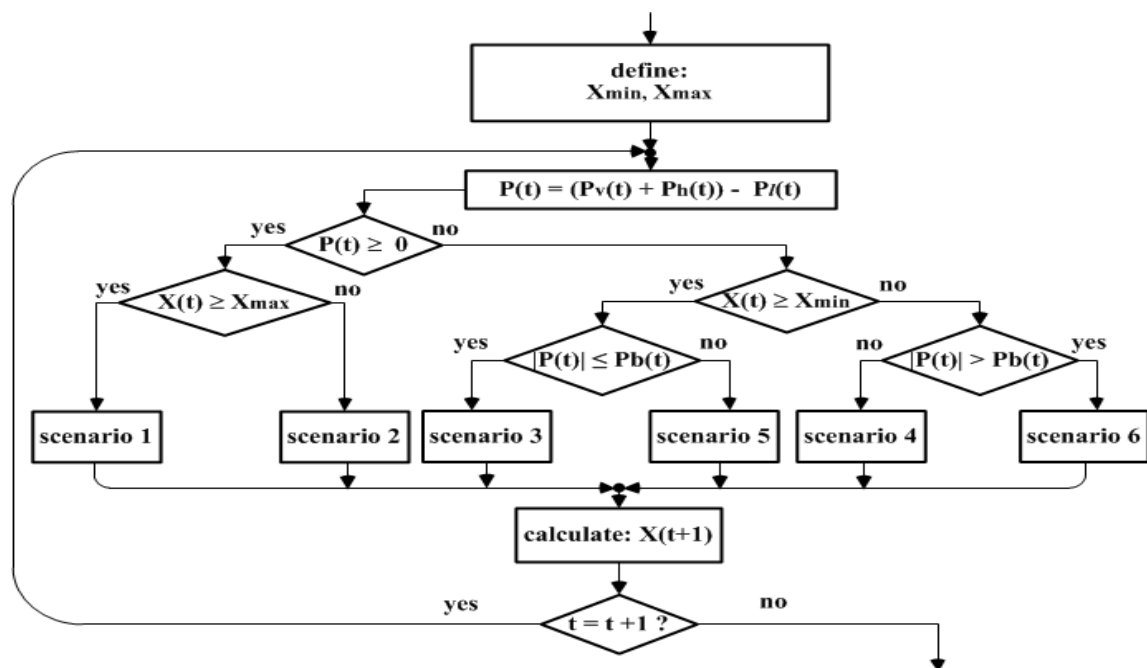 define:
Xmin, Xmax
P(t) = (Pv(t) + Ph(t)) - Pl(t)
yes
P(t) ≥ 0
no
yes
X(t) ≥ Xmax
no
yes
X(t) ≥ Xmin
no
yes
|P(t)| ≤ Pb(t)
no
no
|P(t)| > Pb(t)
yes
scenario 1
scenario 2
scenario 3
scenario 5
scenario 4
scenario 6
calculate: X(t+1)
yes
t = t +1 ?
no